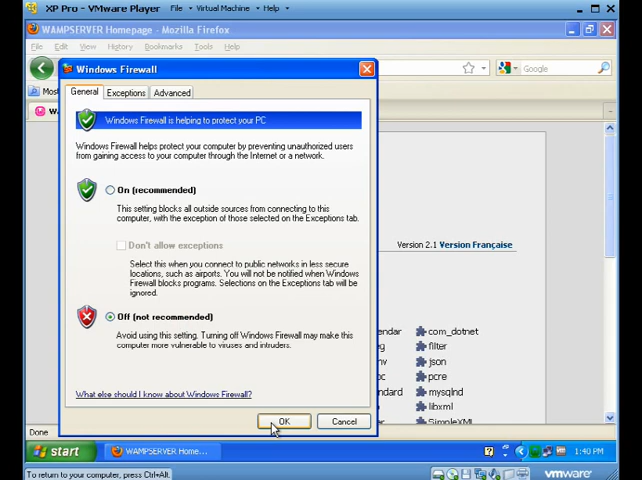 XP Pro - VMware Player File Virtual Machine Help
WAMPSERVER Homepage - Mozilla Firefox
File Edit View History Bookmarks Tools Help
Google
Windows Firewall
General Exceptions Advanced
Windows Firewall is helping to protect your PC
Windows Firewall helps protect your computer by preventing unauthorized users
from gaining access to your computer through the Internet or a network.
On (recommended)
This setting blocks all outside sources from connecting to this
computer, with the exception of those selected on the Exceptions tab.
Don't allow exceptions
Select this when you connect to public networks in less secure
locations, such as airports. You will not be notified when Windows
Firewall blocks programs. Selections on the Exceptions tab will be
ignored.
Off (not recommended)
Avoid using this setting. Turning off Windows Firewall may make this
computer more vulnerable to viruses and intruders.
What else should I know about Windows Firewall?
OK Cancel
Version 2.1 Version Française
com_dotnet
filter
json
pcre
mysqlnd
libxml
SimpleXML
Done
start WAMPSERVER Home... 1:40 PM
To return to your computer, press Ctrl+Alt.
vmware